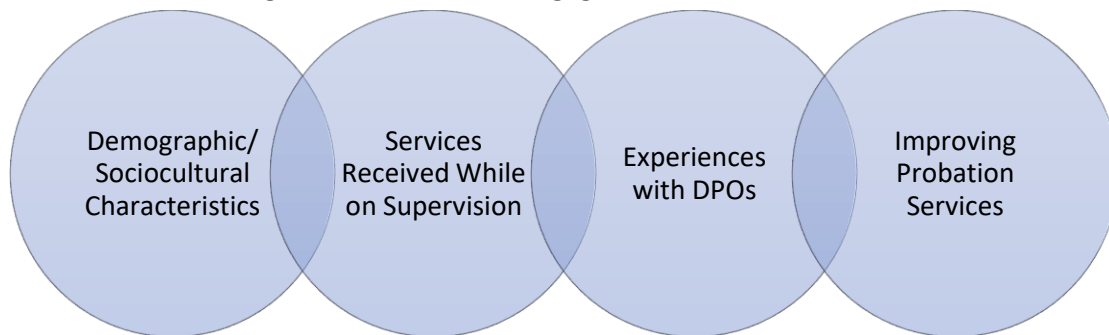 Demographic/
Sociocultural
Characteristics
Services
Received While
on Supervision
Experiences
with DPOs
Improving
Probation
Services